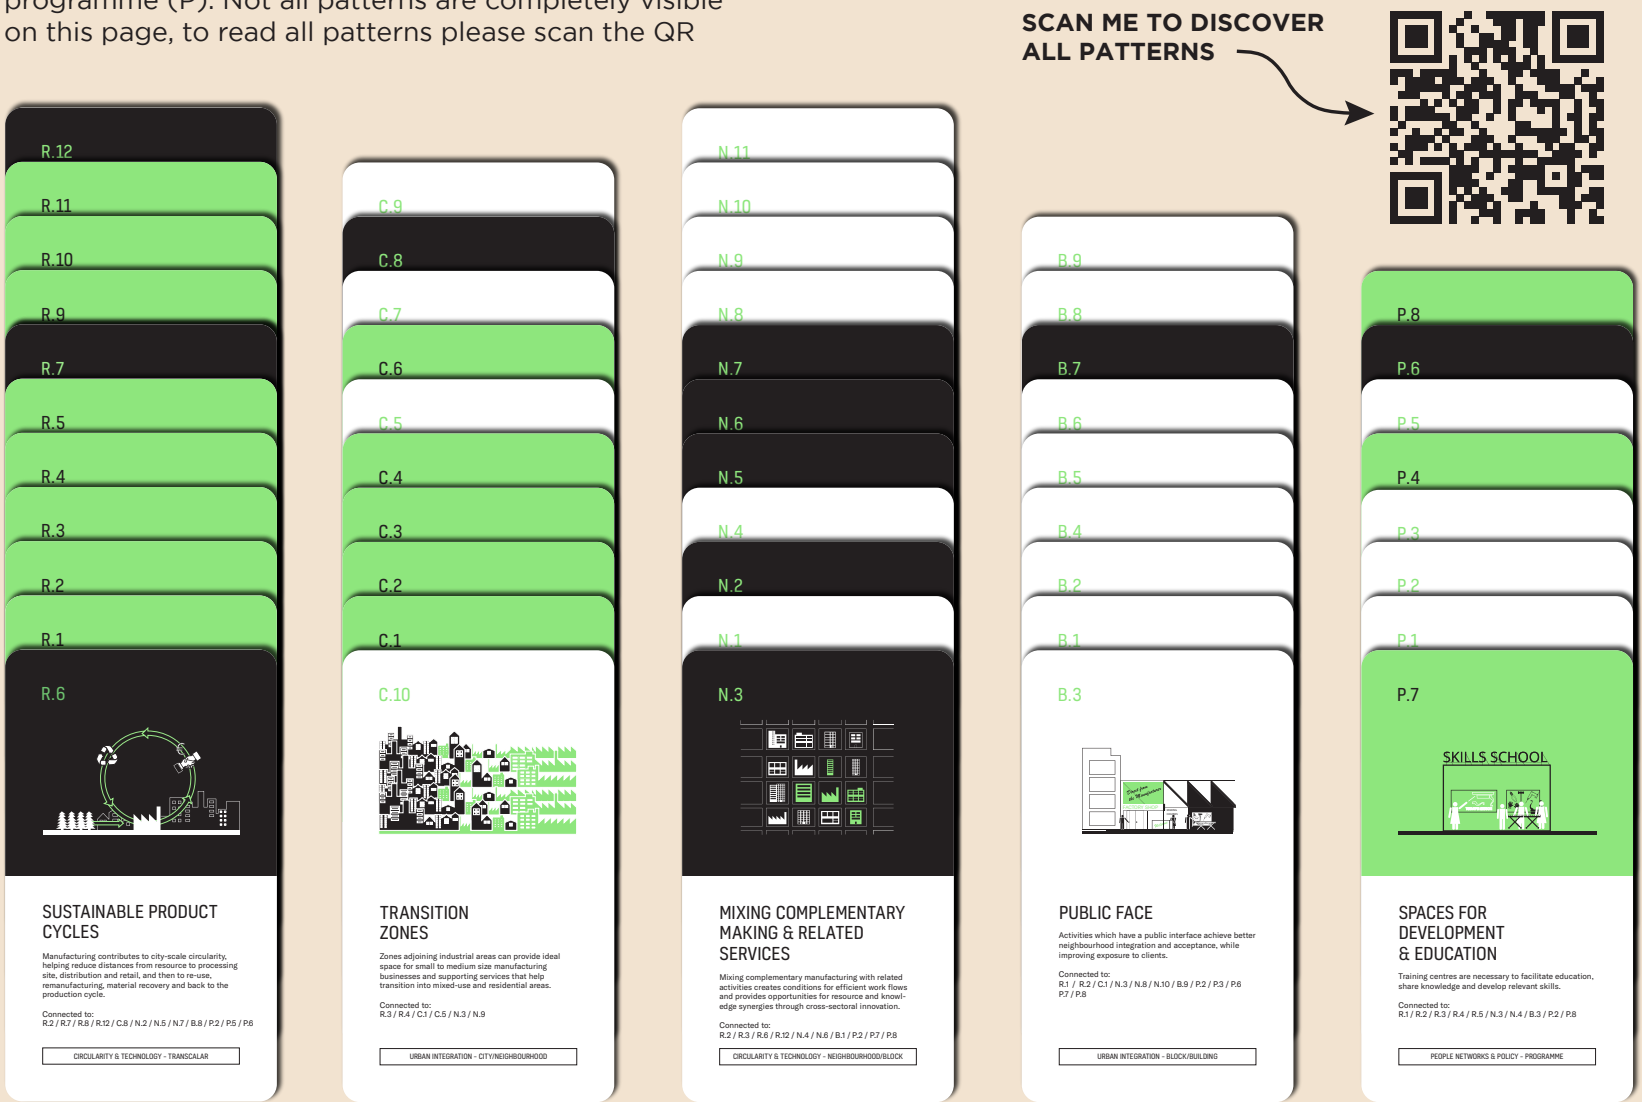 programme (P). Not all patterns are completely visible
on this page, to read all patterns please scan the QR
SCAN ME TO DISCOVER
ALL PATTERNS
R.12
R.11
R.10
R.9
R.7
R.5
R.4
R.3
R.2
R.1
R.6
SUSTAINABLE PRODUCT
CYCLES
Manufacturing contributes to city-scale circularity,
helping reduce distances from resource to processing
site, distribution and retail, and then to re-use,
remanufacturing, material recovery and back to the
production cycle.
Connected to:
R.2 / R.7 / R.8 / R.12 / C.8 / N.2 / N.5 / N.7 / B.8 / P.2 / P.5 / P.6
CIRCULARITY & TECHNOLOGY - TRANSCALAR
C.9
C.8
C.7
C.6
C.5
C.4
C.3
C.2
C.1
C.10
TRANSITION
ZONES
Zones adjoining industrial areas can provide ideal
space for small to medium size manufacturing
businesses and supporting services that help
transition into mixed-use and residential areas.
Connected to:
R.3 / R.4 / C.1 / C.5 / N.3 / N.9
URBAN INTEGRATION - CITY/NEIGHBOURHOOD
N.11
N.10
N.9
N.8
N.7
N.6
N.5
N.4
N.2
N.1
N.3
MIXING COMPLEMENTARY
MAKING & RELATED
SERVICES
Mixing complementary manufacturing with related
activities creates conditions for efficient work flows
and provides opportunities for resource and knowl-
edge synergies through cross-sectoral innovation.
Connected to:
R.2 / R.3 / R.6 / R.12 / N.4 / N.6 / B.1 / P.2 / P.7 / P.8
CIRCULARITY & TECHNOLOGY - NEIGHBOURHOOD/BLOCK
B.9
B.8
B.7
B.6
B.5
B.4
B.2
B.1
B.3
PUBLIC FACE
Activities which have a public interface achieve better
neighbourhood integration and acceptance, while
improving exposure to clients.
Connected to:
R.1 / R.2 / C.1 / N.3 / N.8 / N.10 / B.9 / P.2 / P.3 / P.6
P.7 / P.8
URBAN INTEGRATION - BLOCK/BUILDING
P.8
P.6
P.5
P.4
P.3
P.2
P.1
P.7
SKILLS SCHOOL
SPACES FOR
DEVELOPMENT
& EDUCATION
Training centres are necessary to facilitate education,
share knowledge and develop relevant skills.
Connected to:
R.1 / R.2 / R.3 / R.4 / R.5 / N.3 / N.4 / B.3 / P.2 / P.8
PEOPLE NETWORKS & POLICY - PROGRAMME